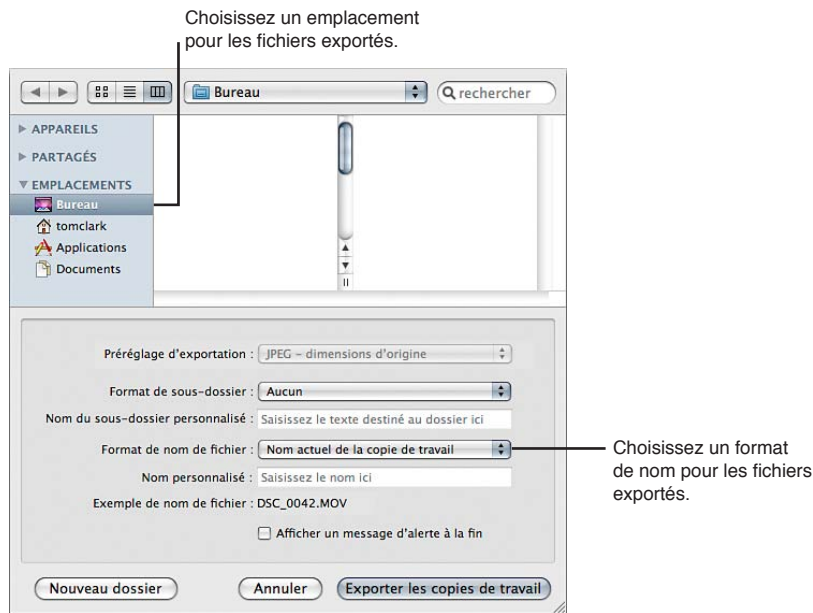 Choisissez un emplacement
pour les fichiers exportés.
Bureau
rechercher
APPAREILS
PARTAGÉS
EMPLACEMENTS
Bureau
tomclark
Applications
Documents
Préréglage d'exportation : JPEG – dimensions d'origine
Format de sous-dossier : Aucun
Nom du sous-dossier personnalisé : Saisissez le texte destiné au dossier ici
Format de nom de fichier : Nom actuel de la copie de travail
Nom personnalisé : Saisissez le nom ici
Exemple de nom de fichier : DSC_0042.MOV
Afficher un message d'alerte à la fin
Choisissez un format
de nom pour les fichiers
exportés.
Nouveau dossier
Annuler
Exporter les copies de travail